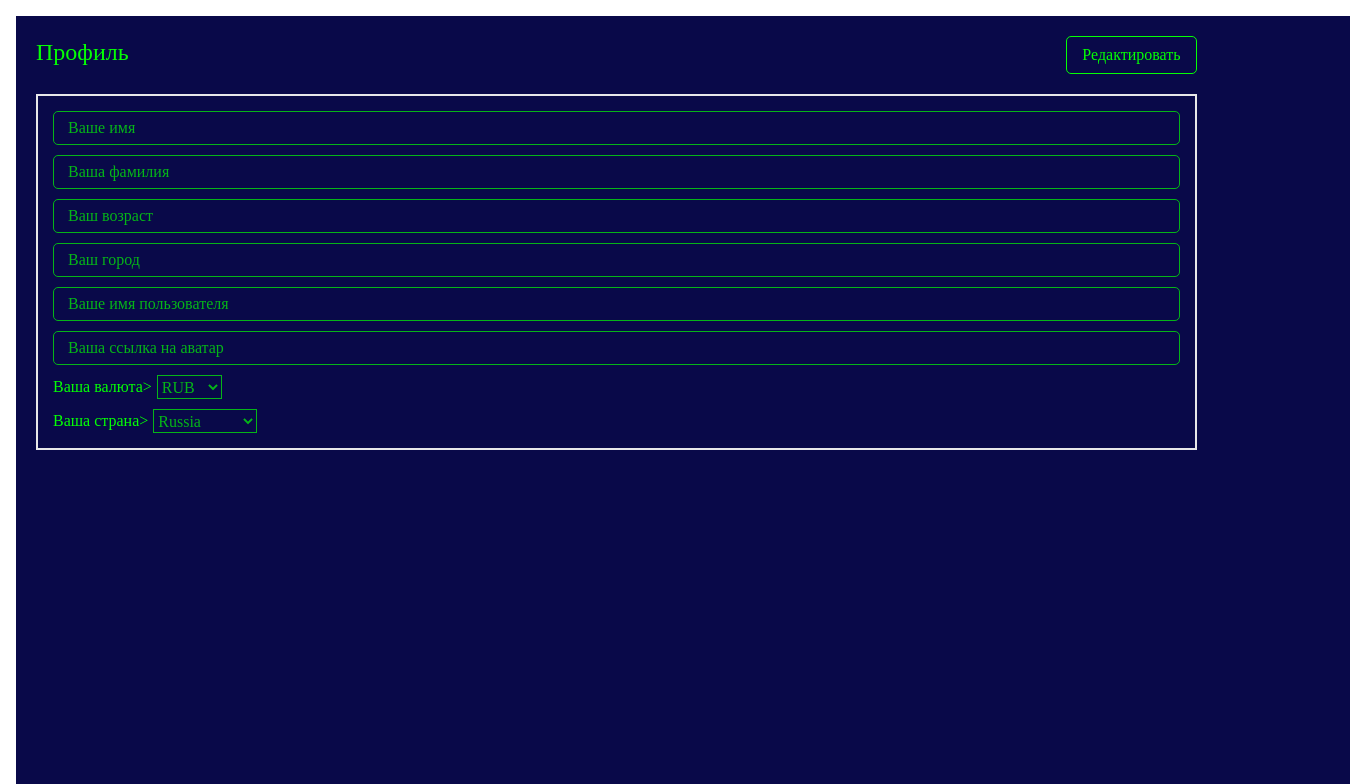 Профиль
Редактировать
Ваше имя
Ваша фамилия
Ваш возраст
Ваш город
Ваше имя пользователя
Ваша ссылка на аватар
Ваша валюта> RUB
Ваша страна> Russia